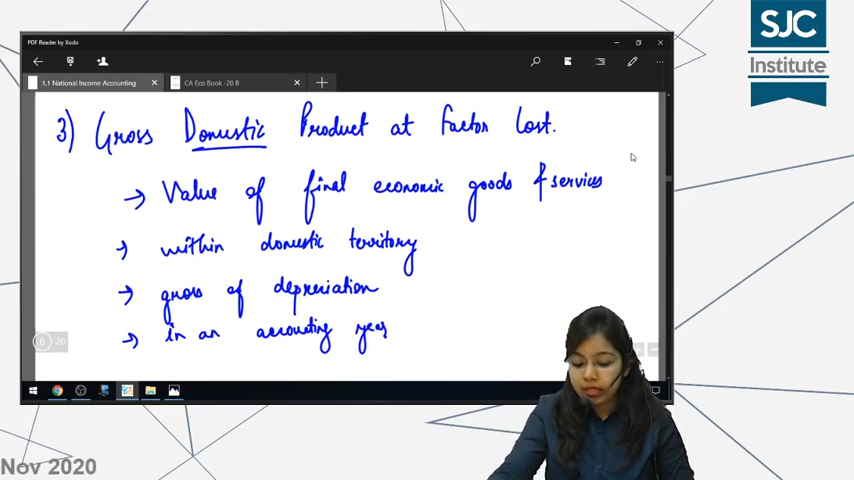 SJC
Institute
PDF Reader by Xodo
1.1 National Income Accounting
CA Eco Book -20 B
3) Gross Domestic Product at Factor Cost.
→ Value of final economic goods & services
→ within domestic territory
→ gross of depreciation
→ in an accounting year
6 20
Nov 2020